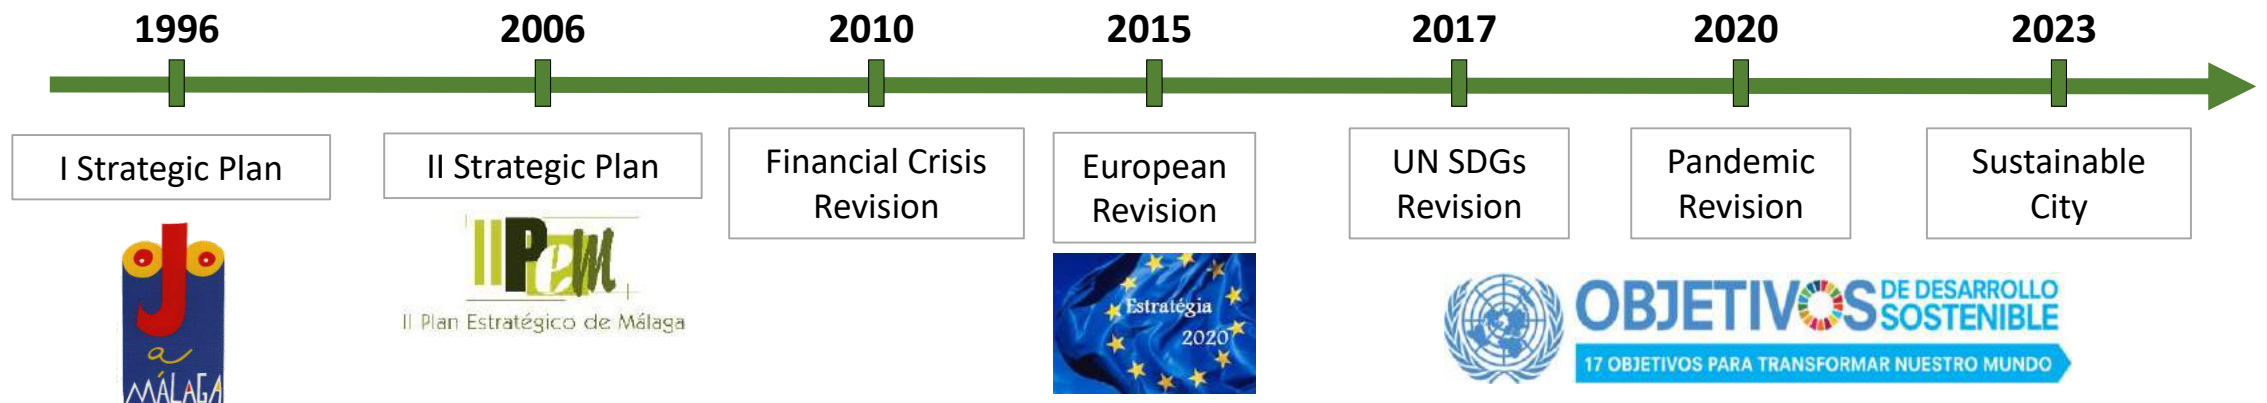 1996
2006
2010
2015
2017
2020
2023
I Strategic Plan
II Strategic Plan
Financial Crisis
Revision
European
Revision
UN SDGs
Revision
Pandemic
Revision
Sustainable
City
J
a
MÁLAGA
IIPem
II Plan Estratégico de Málaga
Estratégia
2020
OBJETIVOS DE DESARROLLO
SOSTENIBLE
17 OBJETIVOS PARA TRANSFORMAR NUESTRO MUNDO